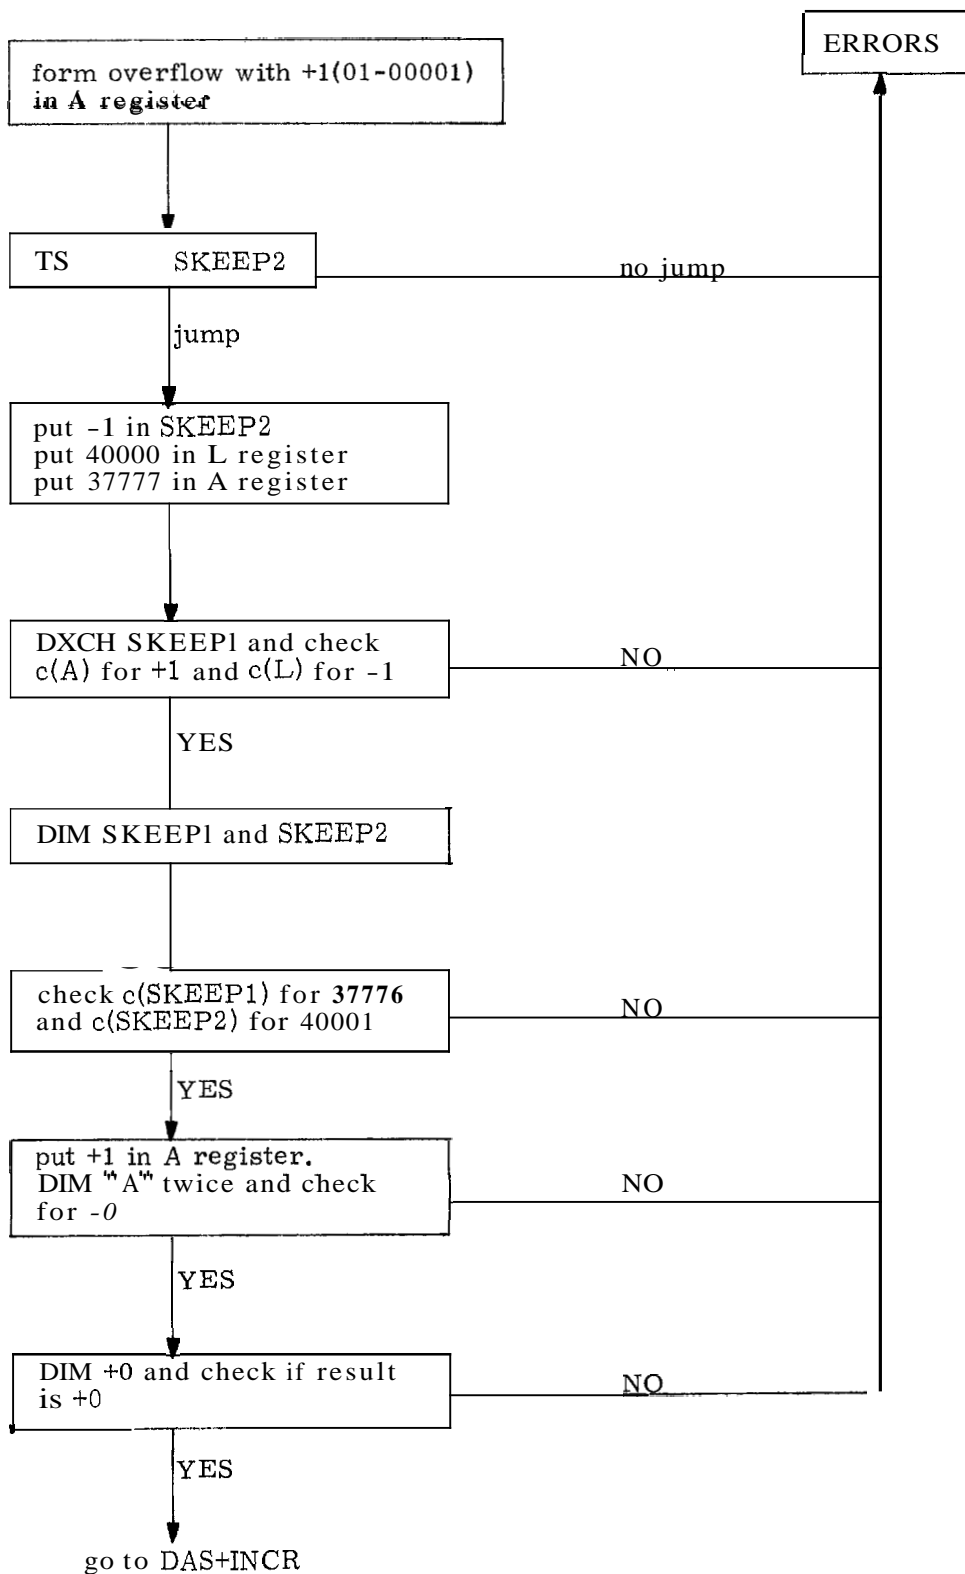 ERRORS
form overflow with +1(01-00001)
in A register
TS SKEEP2
no jump
jump
put -1 in SKEEP2
put 40000 in L register
put 37777 in A register
DXCH SKEEP1 and check
c(A) for +1 and c(L) for -1
NO
YES
DIM SKEEP1 and SKEEP2
check c(SKEEP1) for 37776
and c(SKEEP2) for 40001
NO
YES
put +1 in A register.
DIM "A" twice and check
for -0
NO
YES
DIM +0 and check if result
is +0
NO
YES
go to DAS+INCR